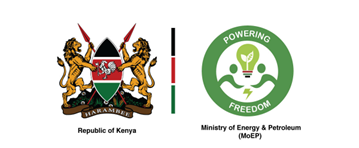 HARAMBEE
Republic of Kenya
POWERING
FREEDOM
Ministry of Energy & Petroleum
(MoEP)